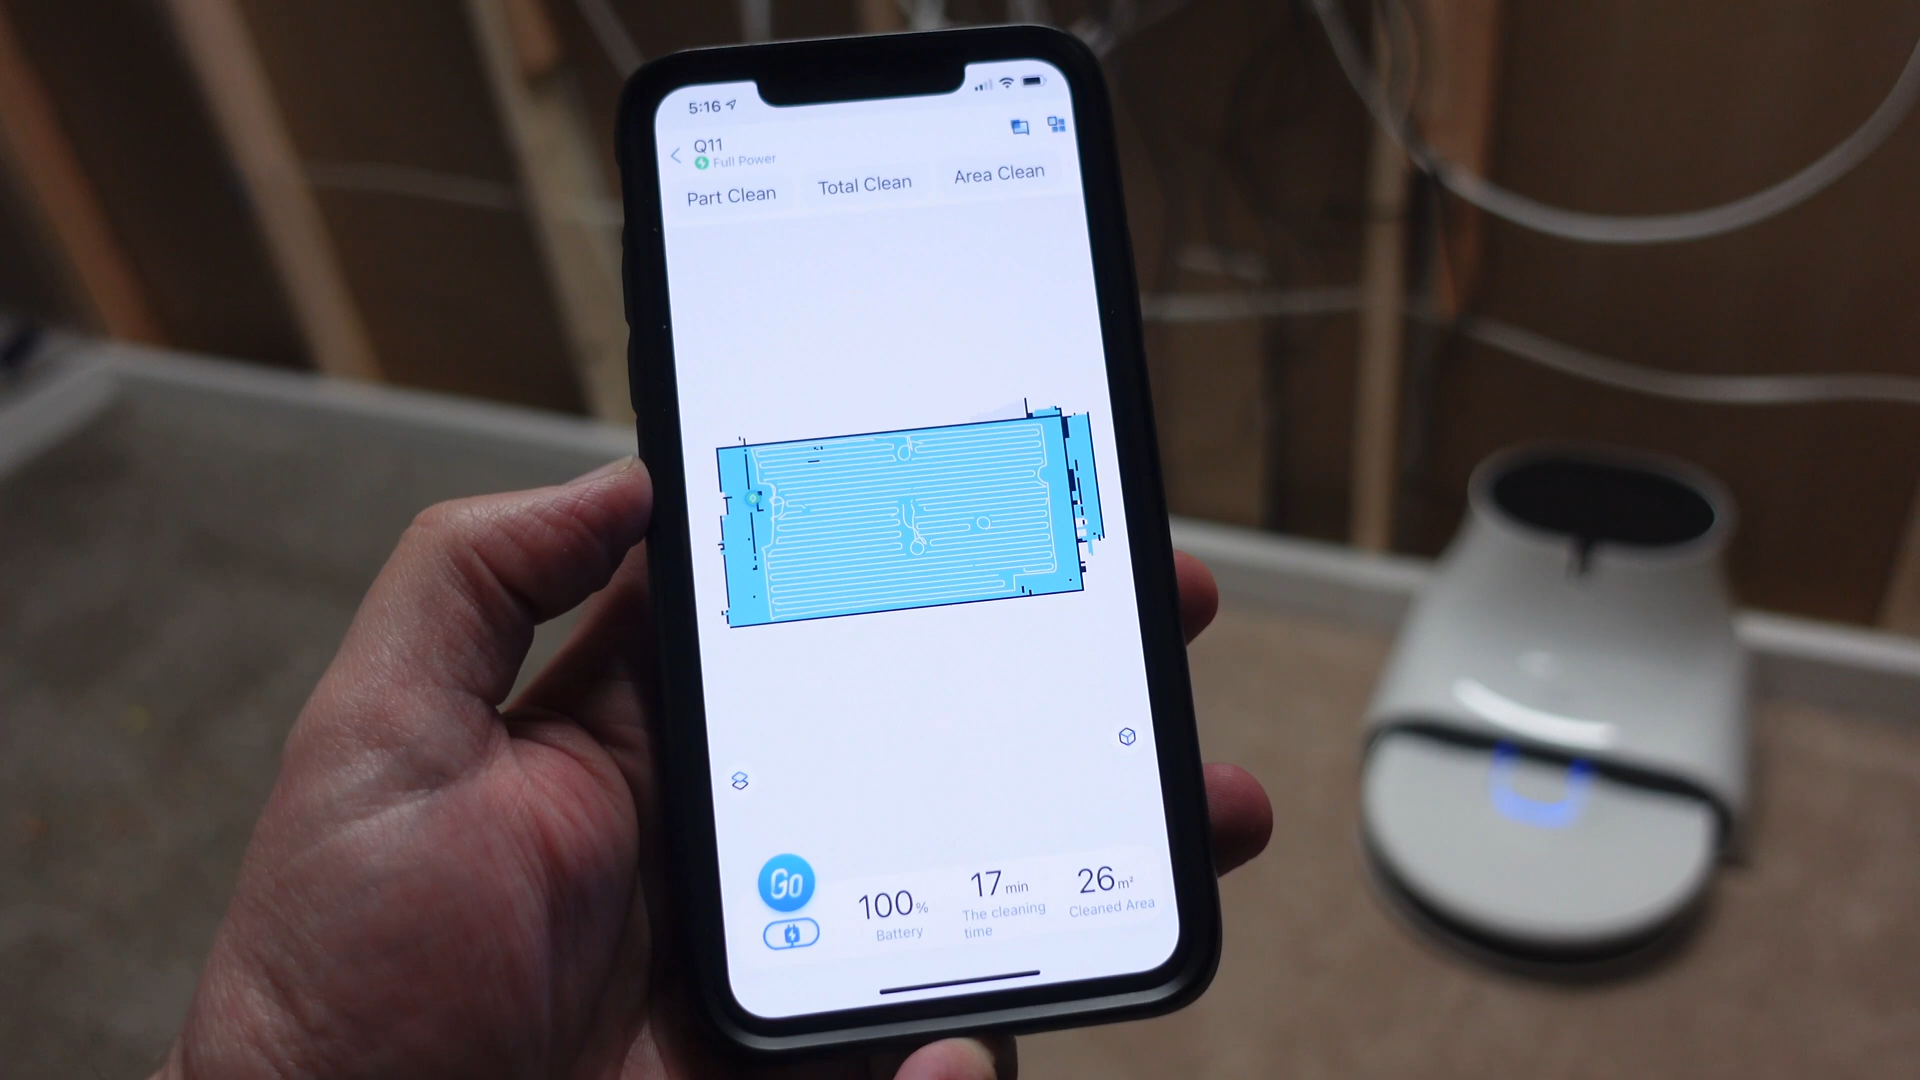 5:16
Q11
Full Power
Part Clean
Total Clean
Area Clean
Go
100%
Battery
17 min
The cleaning
time
26 m²
Cleaned Area